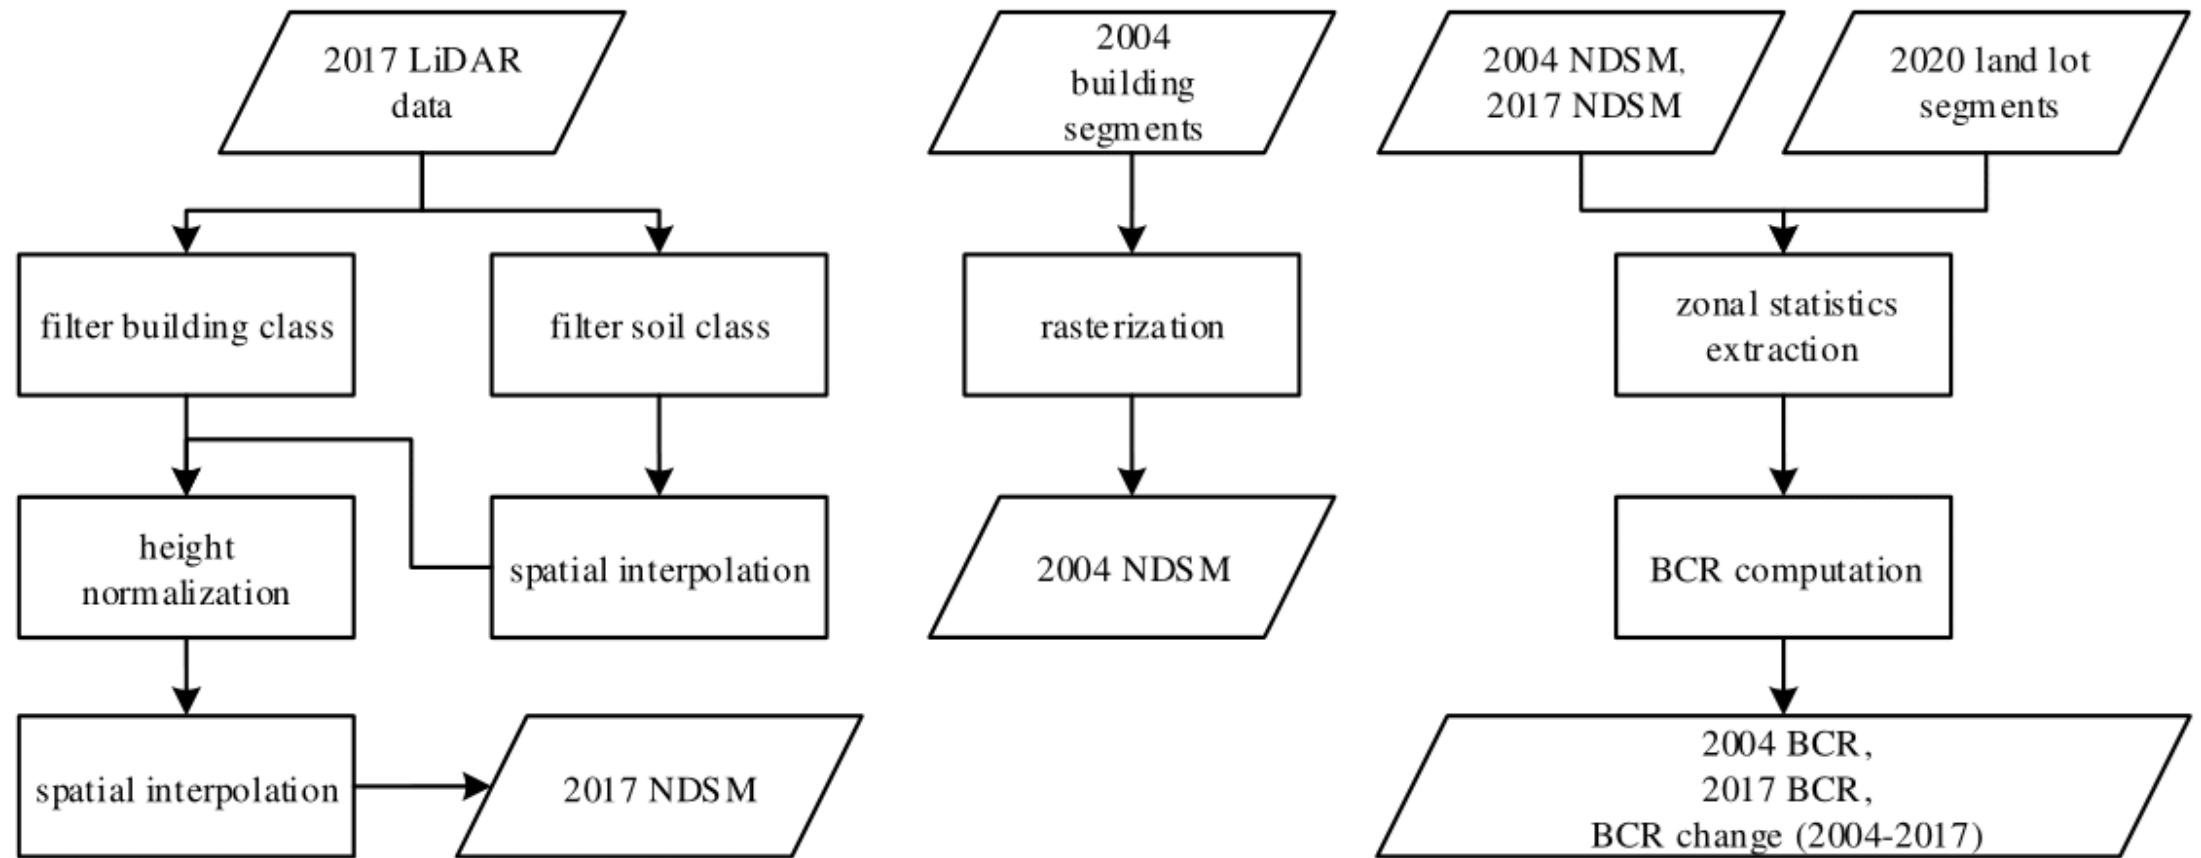 2017 LiDAR
data
filter building class
filter soil class
height
normalization
spatial interpolation
spatial interpolation
2017 NDSM
2004
building
segments
rasterization
2004 NDSM
2004 NDSM,
2017 NDSM
2020 land lot
segments
zonal statistics
extraction
BCR computation
2004 BCR,
2017 BCR,
BCR change (2004-2017)